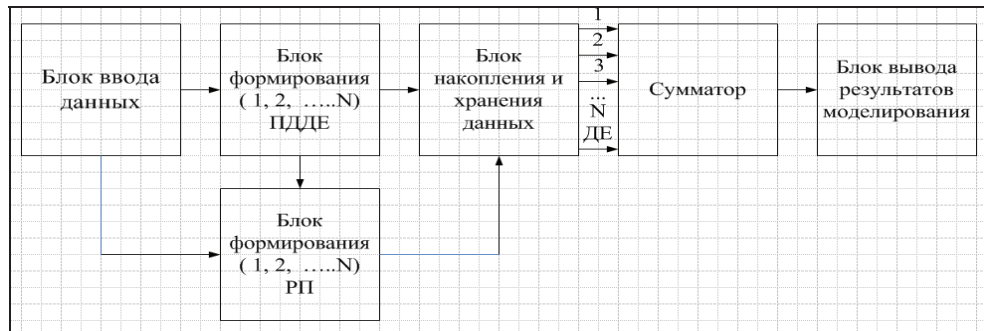 Блок ввода
данных
Блок
формирования
( 1, 2, …..N)
ПДДЕ
Блок
накопления и
хранения
данных
1
2
3
...
N
ДЕ
Сумматор
Блок вывода
результатов
моделирования
Блок
формирования
( 1, 2, …..N)
РП